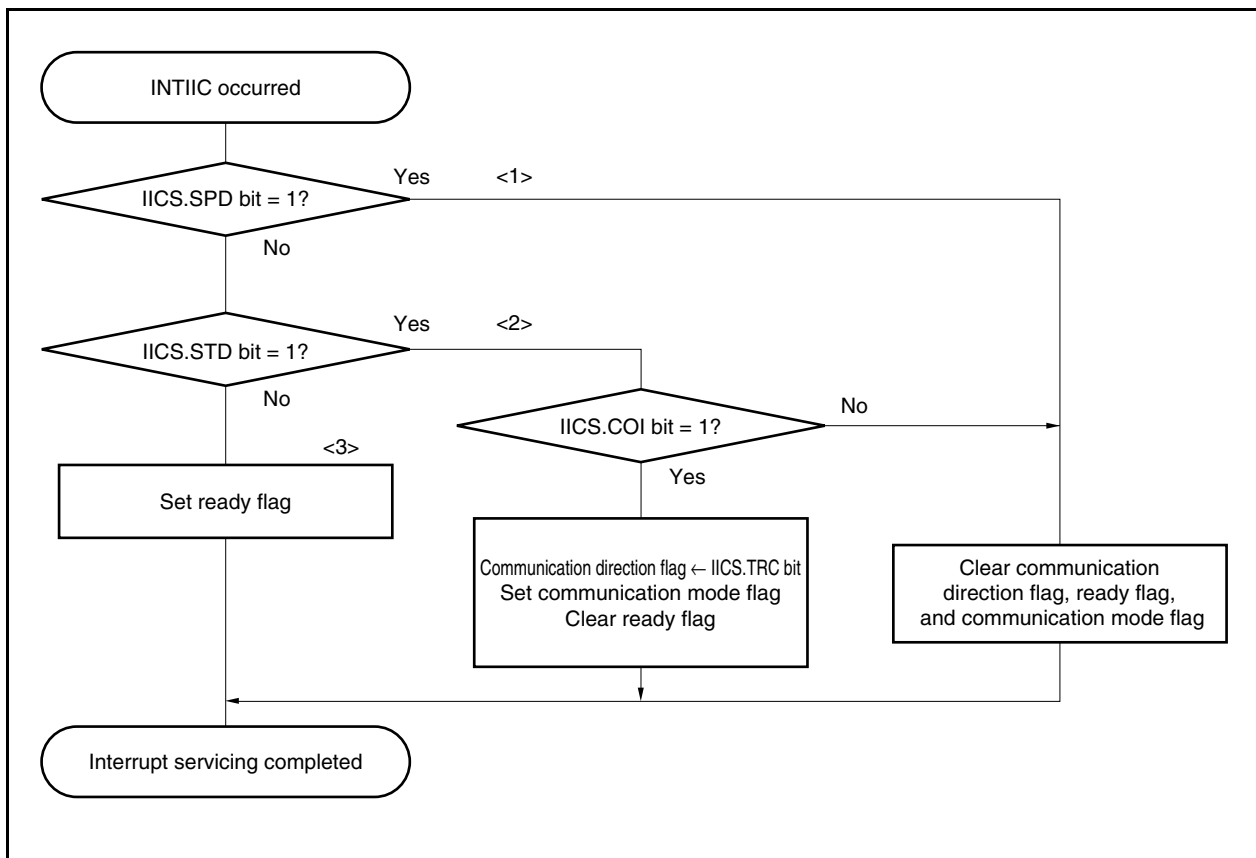 INTIIC occurred
IICS.SPD bit = 1?
Yes
<1>
No
IICS.STD bit = 1?
Yes
<2>
No
IICS.COI bit = 1?
No
Yes
<3>
Set ready flag
Communication direction flag ← IICS.TRC bit
Set communication mode flag
Clear ready flag
Clear communication
direction flag, ready flag,
and communication mode flag
Interrupt servicing completed